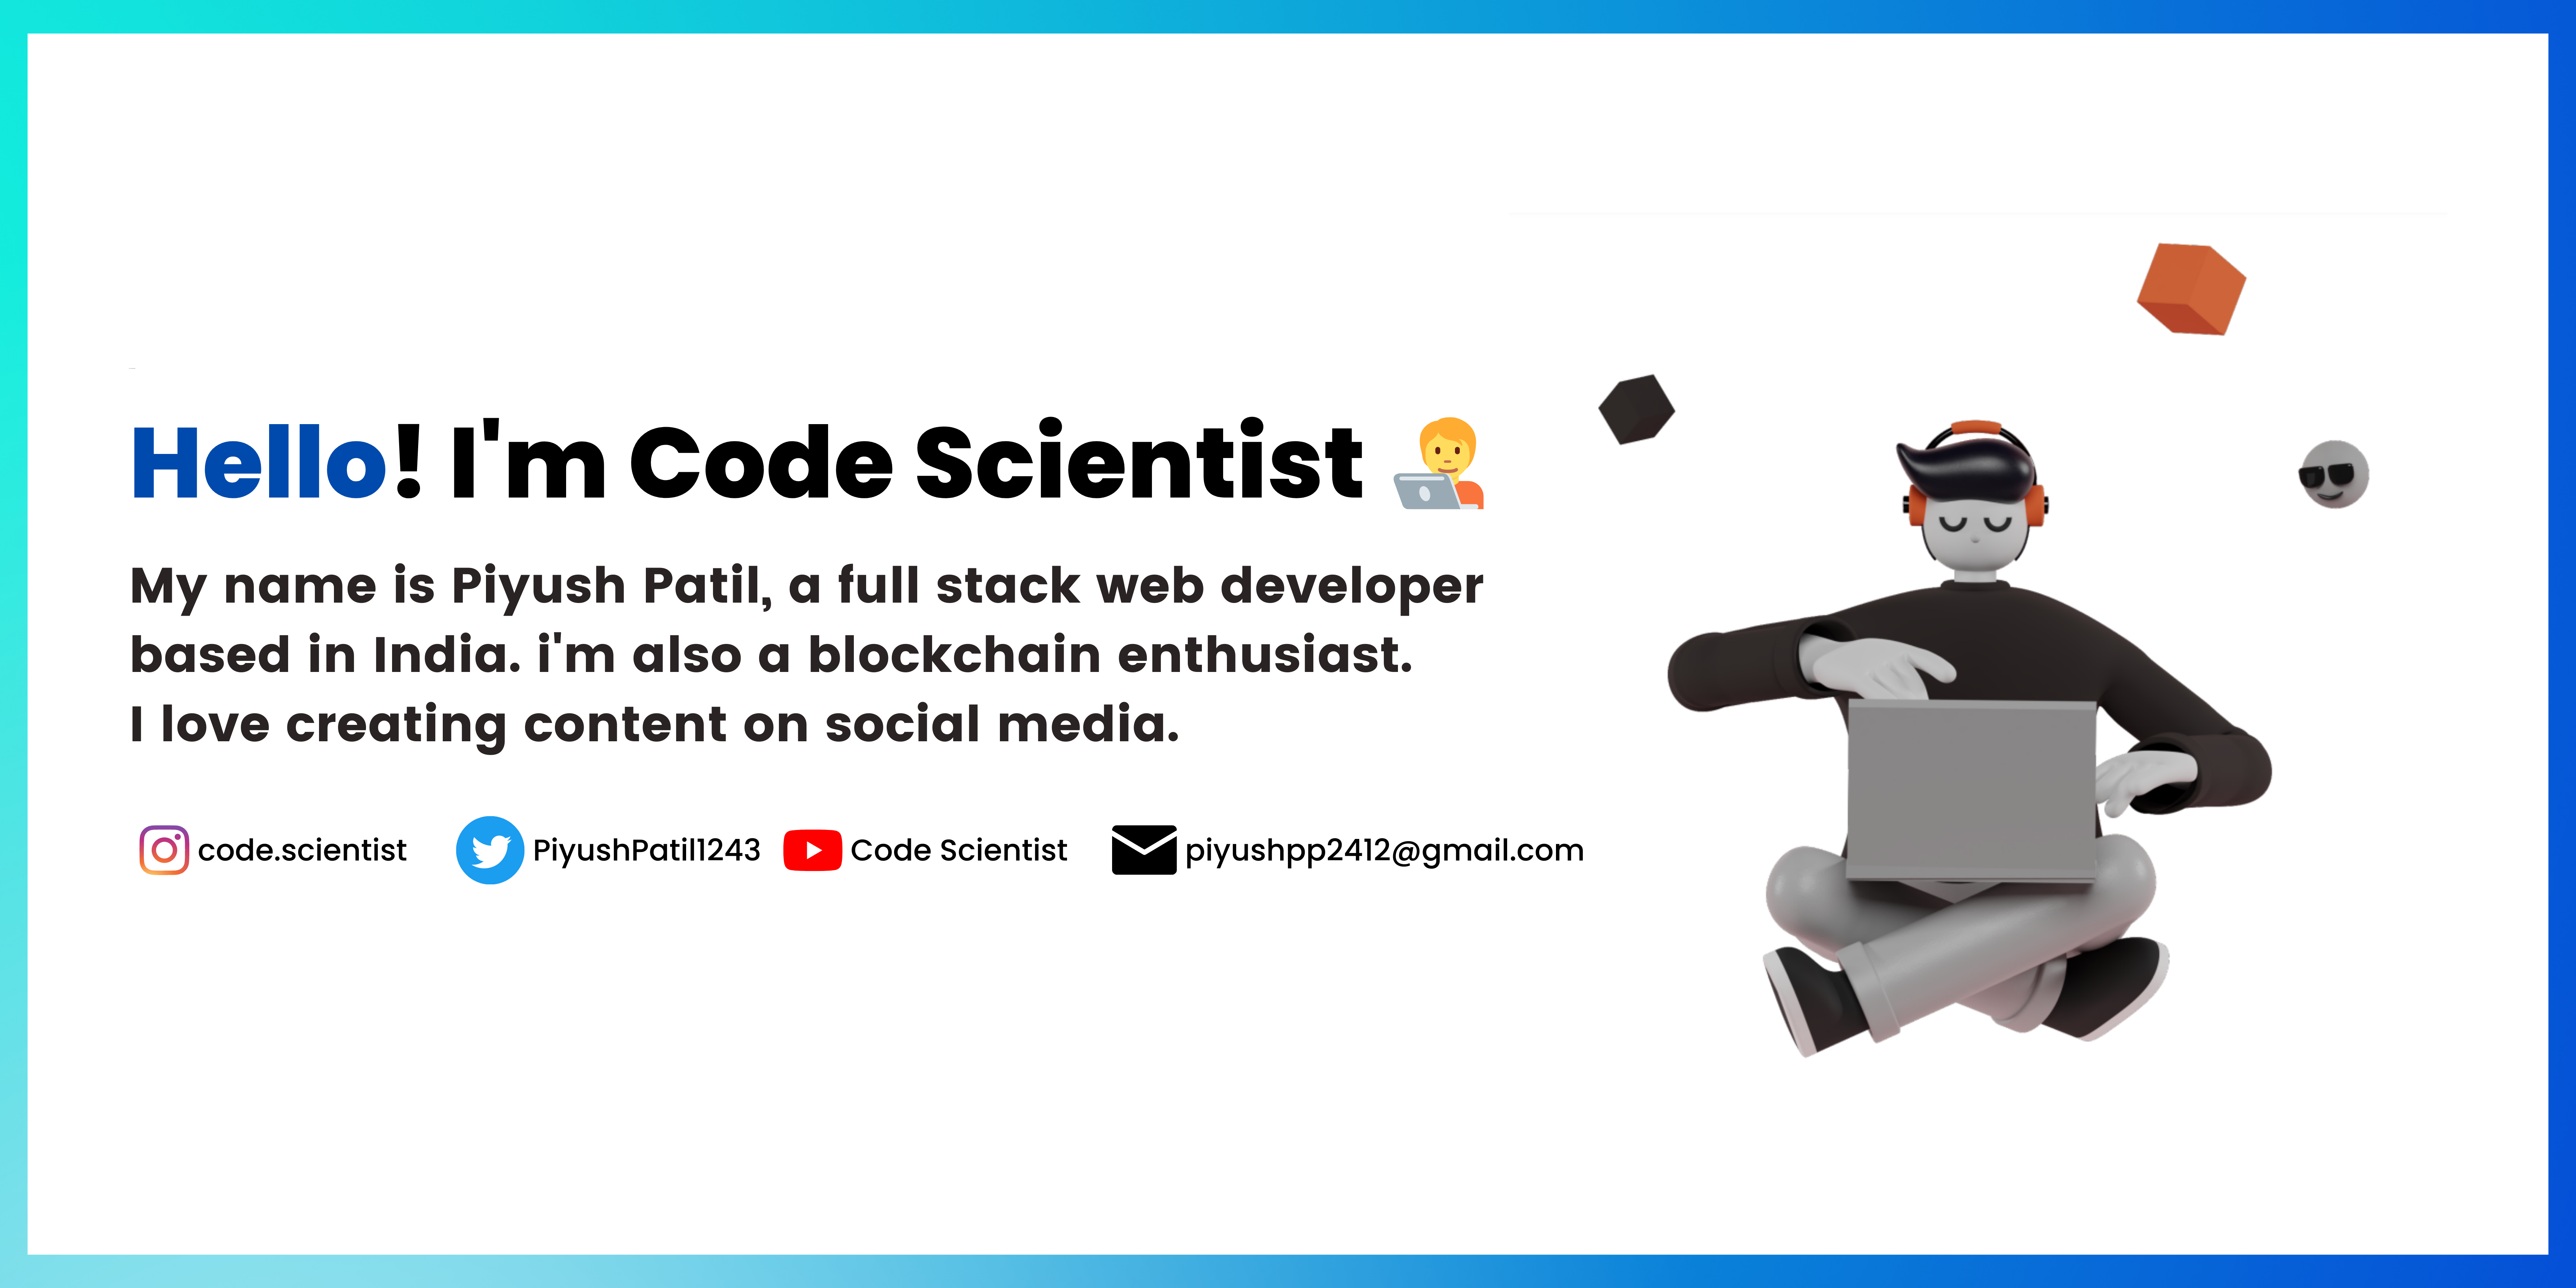 Hello! I'm Code Scientist
My name is Piyush Patil, a full stack web developer
based in India. i'm also a blockchain enthusiast.
I love creating content on social media.
code.scientist PiyushPatil1243 Code Scientist piyushpp2412@gmail.com